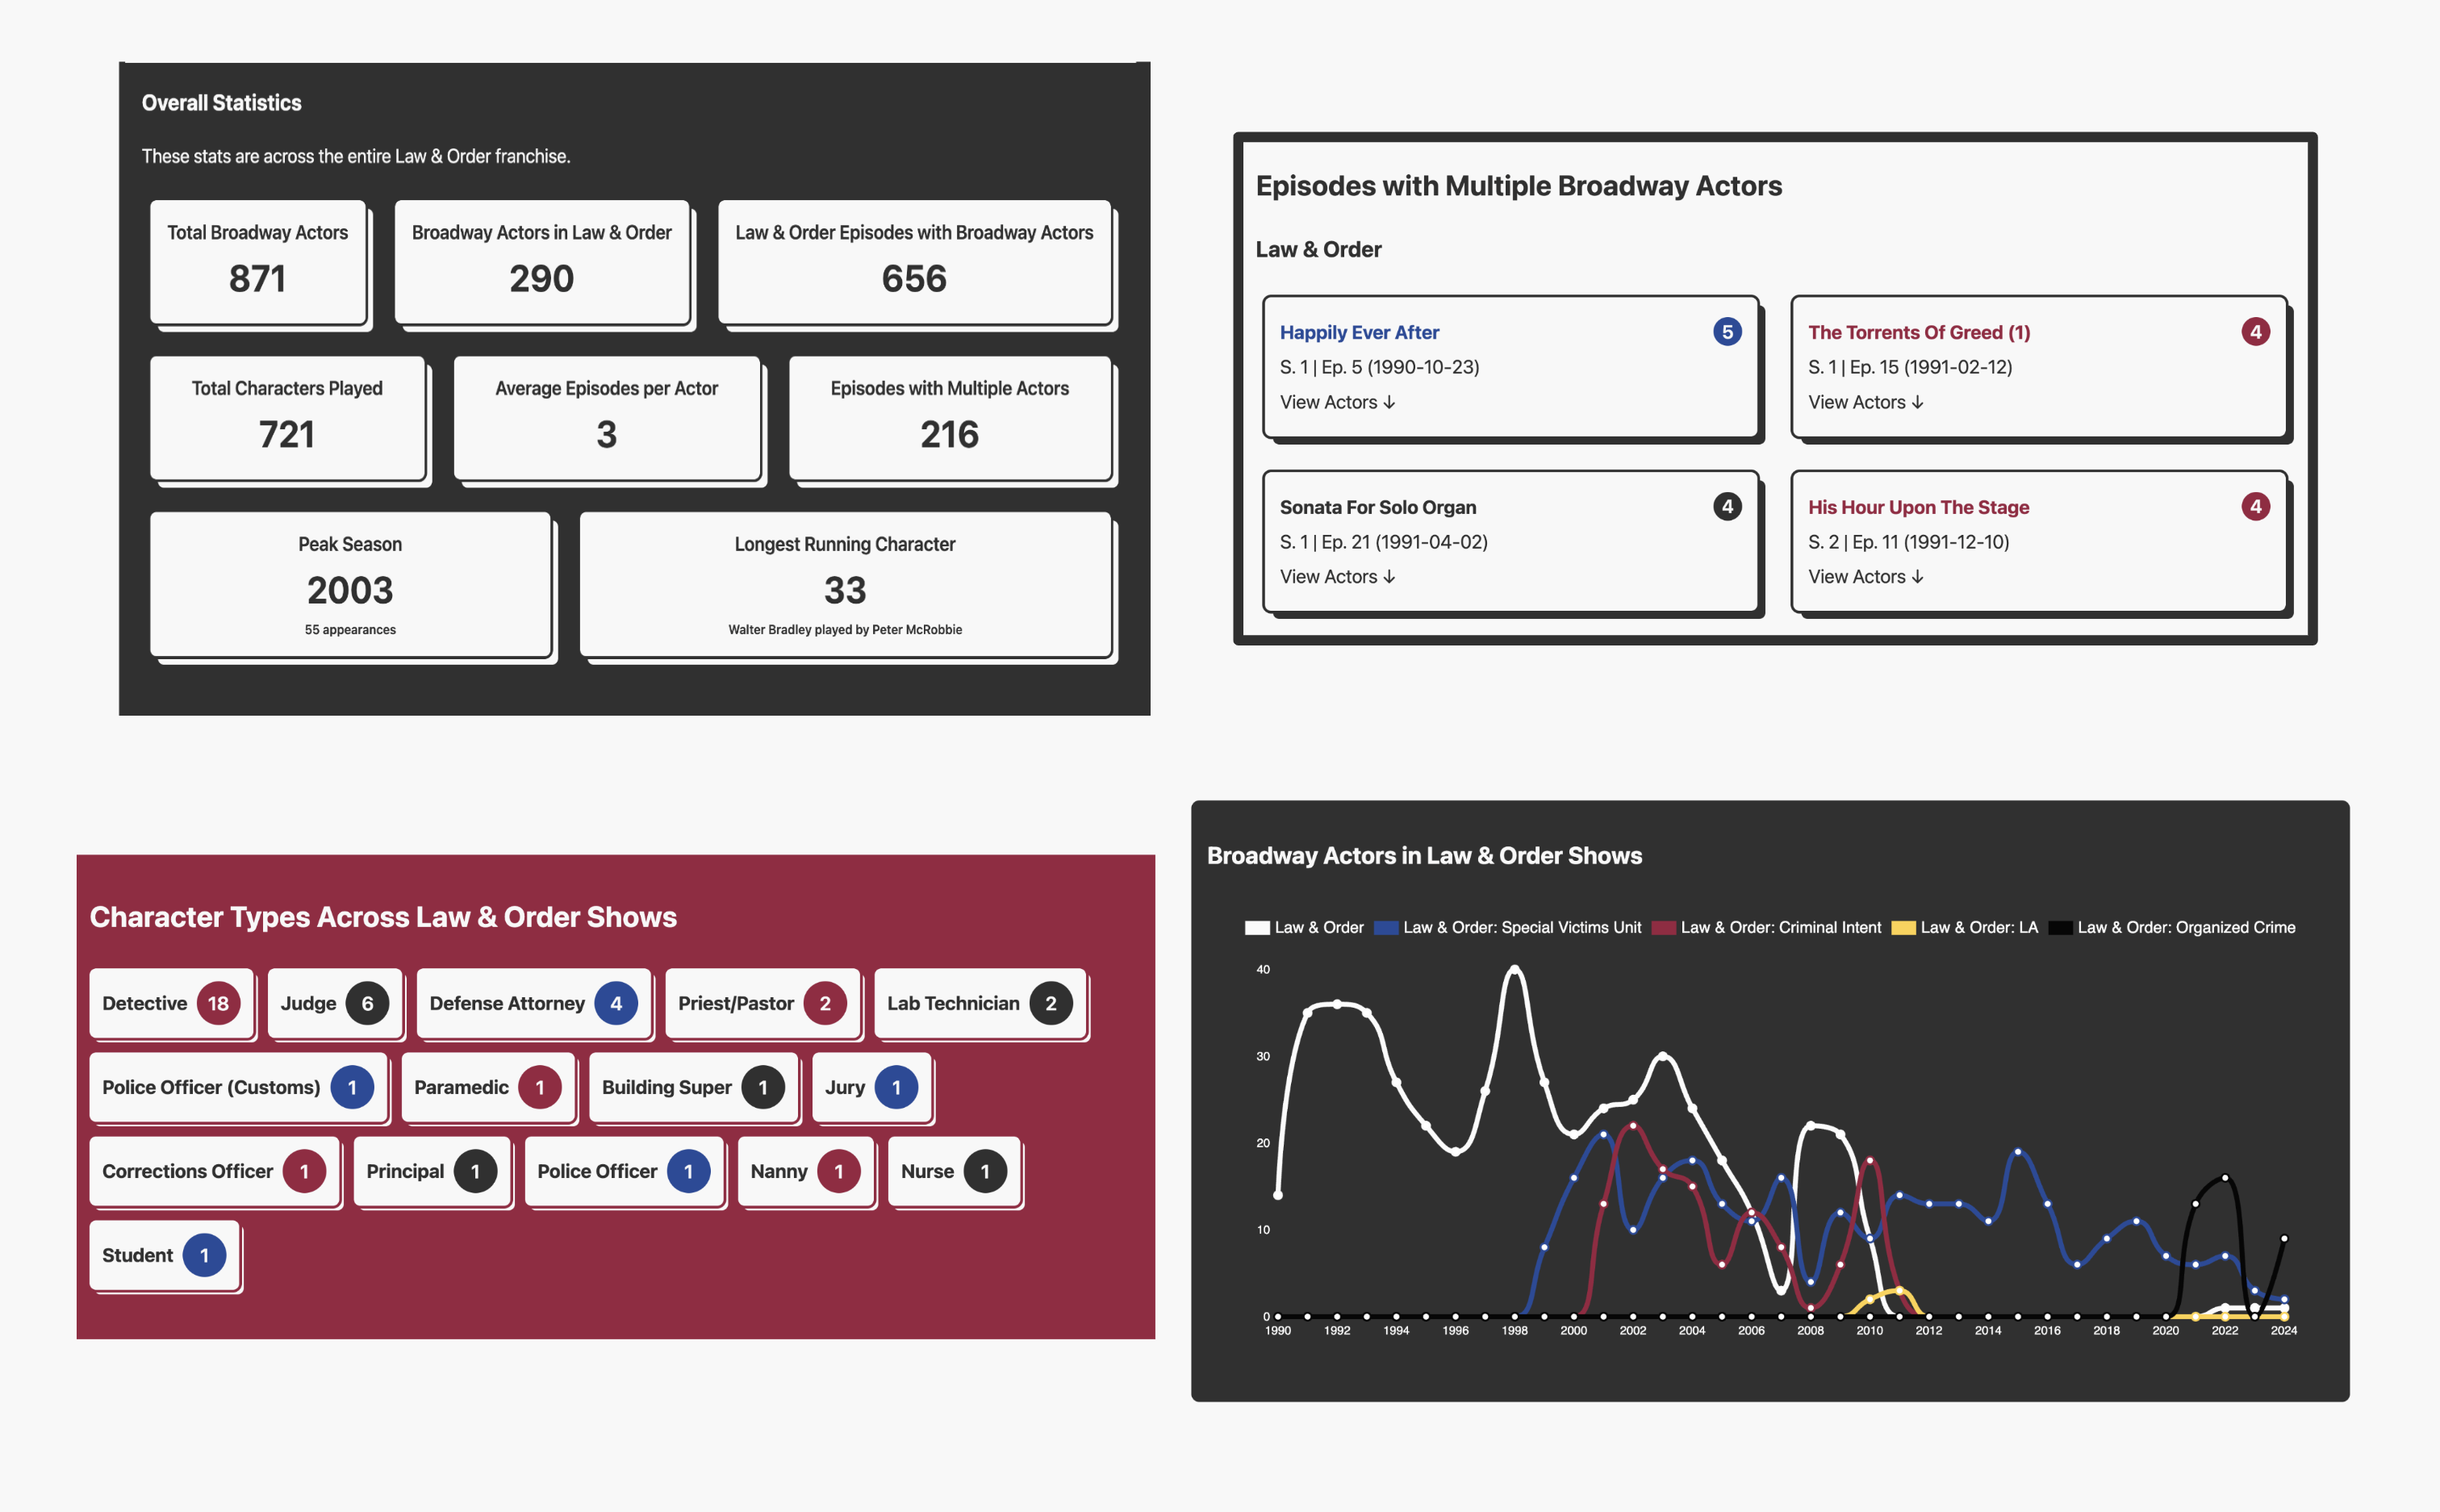 Overall Statistics
These stats are across the entire Law & Order franchise.
Total Broadway Actors
871
Broadway Actors in Law & Order
290
Law & Order Episodes with Broadway Actors
656
Total Characters Played
721
Average Episodes per Actor
3
Episodes with Multiple Actors
216
Peak Season
2003
55 appearances
Longest Running Character
33
Walter Bradley played by Peter McRobbie
Episodes with Multiple Broadway Actors
Law & Order
Happily Ever After
5
S. 1 | Ep. 5 (1990-10-23)
View Actors ↓
The Torrents Of Greed (1)
4
S. 1 | Ep. 15 (1991-02-12)
View Actors ↓
Sonata For Solo Organ
4
S. 1 | Ep. 21 (1991-04-02)
View Actors ↓
His Hour Upon The Stage
4
S. 2 | Ep. 11 (1991-12-10)
View Actors ↓
Character Types Across Law & Order Shows
Detective 18
Judge 6
Defense Attorney 4
Priest/Pastor 2
Lab Technician 2
Police Officer (Customs) 1
Paramedic 1
Building Super 1
Jury 1
Corrections Officer 1
Principal 1
Police Officer 1
Nanny 1
Nurse 1
Student 1
Broadway Actors in Law & Order Shows
Law & Order Law & Order: Special Victims Unit Law & Order: Criminal Intent Law & Order: LA Law & Order: Organized Crime
40
30
20
10
0
1990 1992 1994 1996 1998 2000 2002 2004 2006 2008 2010 2012 2014 2016 2018 2020 2022 2024